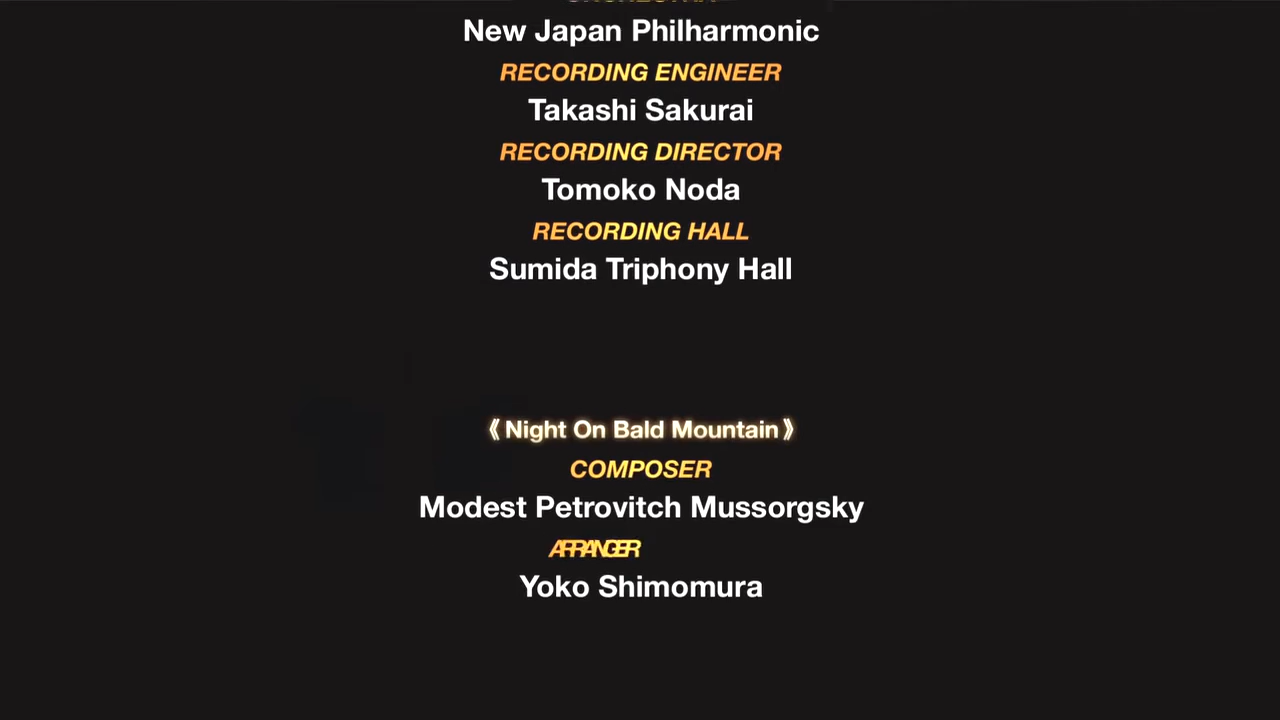 New Japan Philharmonic
RECORDING ENGINEER
Takashi Sakurai
RECORDING DIRECTOR
Tomoko Noda
RECORDING HALL
Sumida Triphony Hall
《Night On Bald Mountain》
COMPOSER
Modest Petrovitch Mussorgsky
ARRANGER
Yoko Shimomura